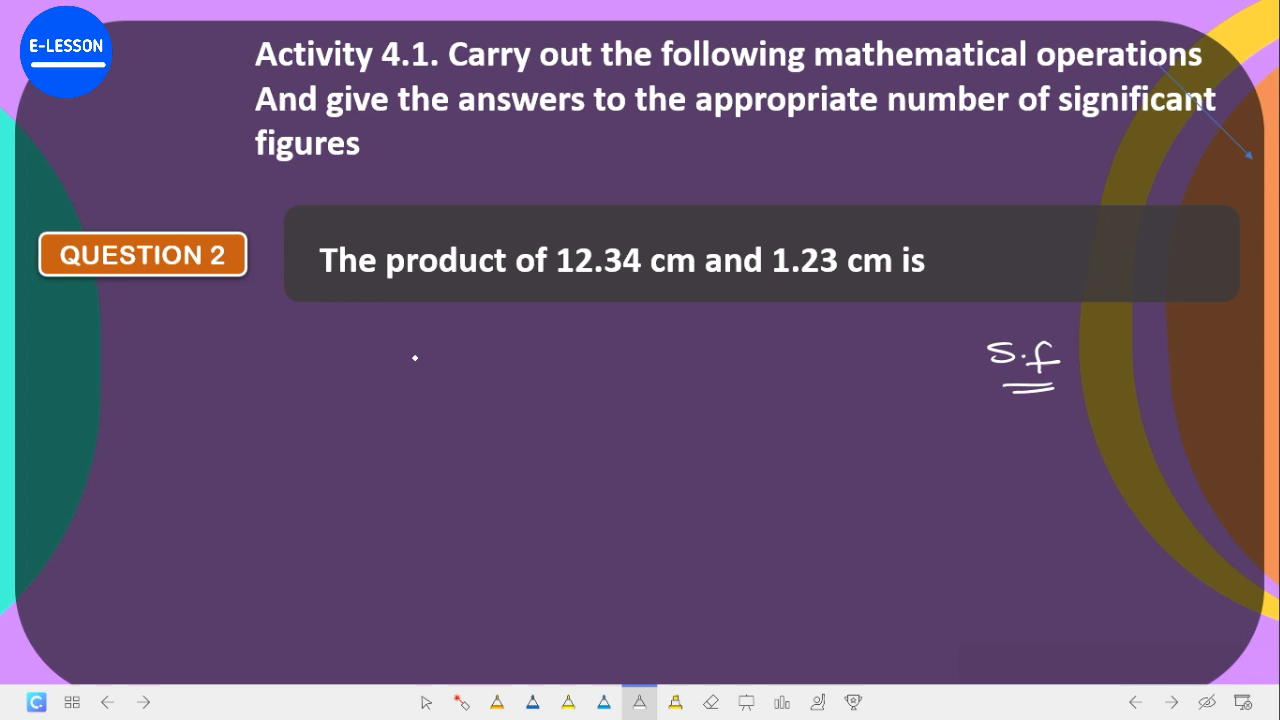 E-LESSON
Activity 4.1. Carry out the following mathematical operations
And give the answers to the appropriate number of significant
figures
QUESTION 2
The product of 12.34 cm and 1.23 cm is
S.f